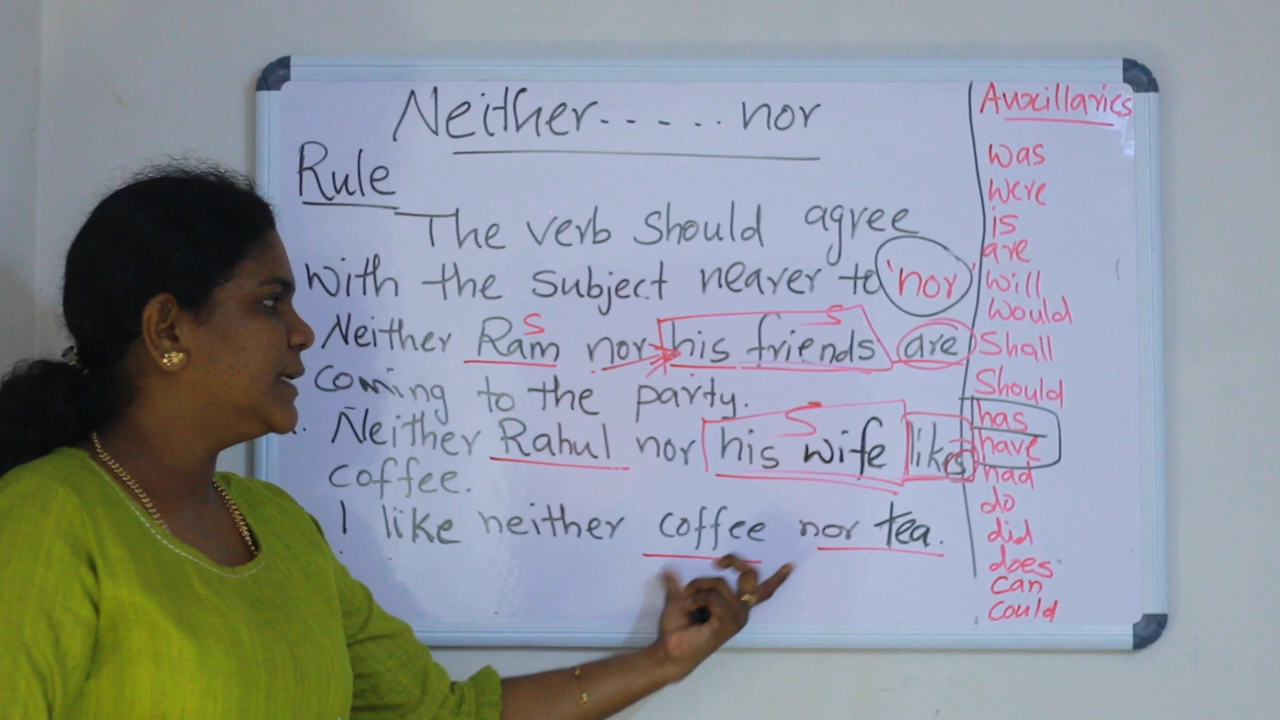 Neither ..... nor
Rule
The verb should agree
with the subject nearer to 'nor'
S S
Neither Ram nor his friends are
coming to the party.
S
Neither Rahul nor his wife likes
coffee.
I like neither coffee nor tea.
Auxillaries
was
were
is
are
will
would
Shall
Should
has
have
had
do
did
does
can
could